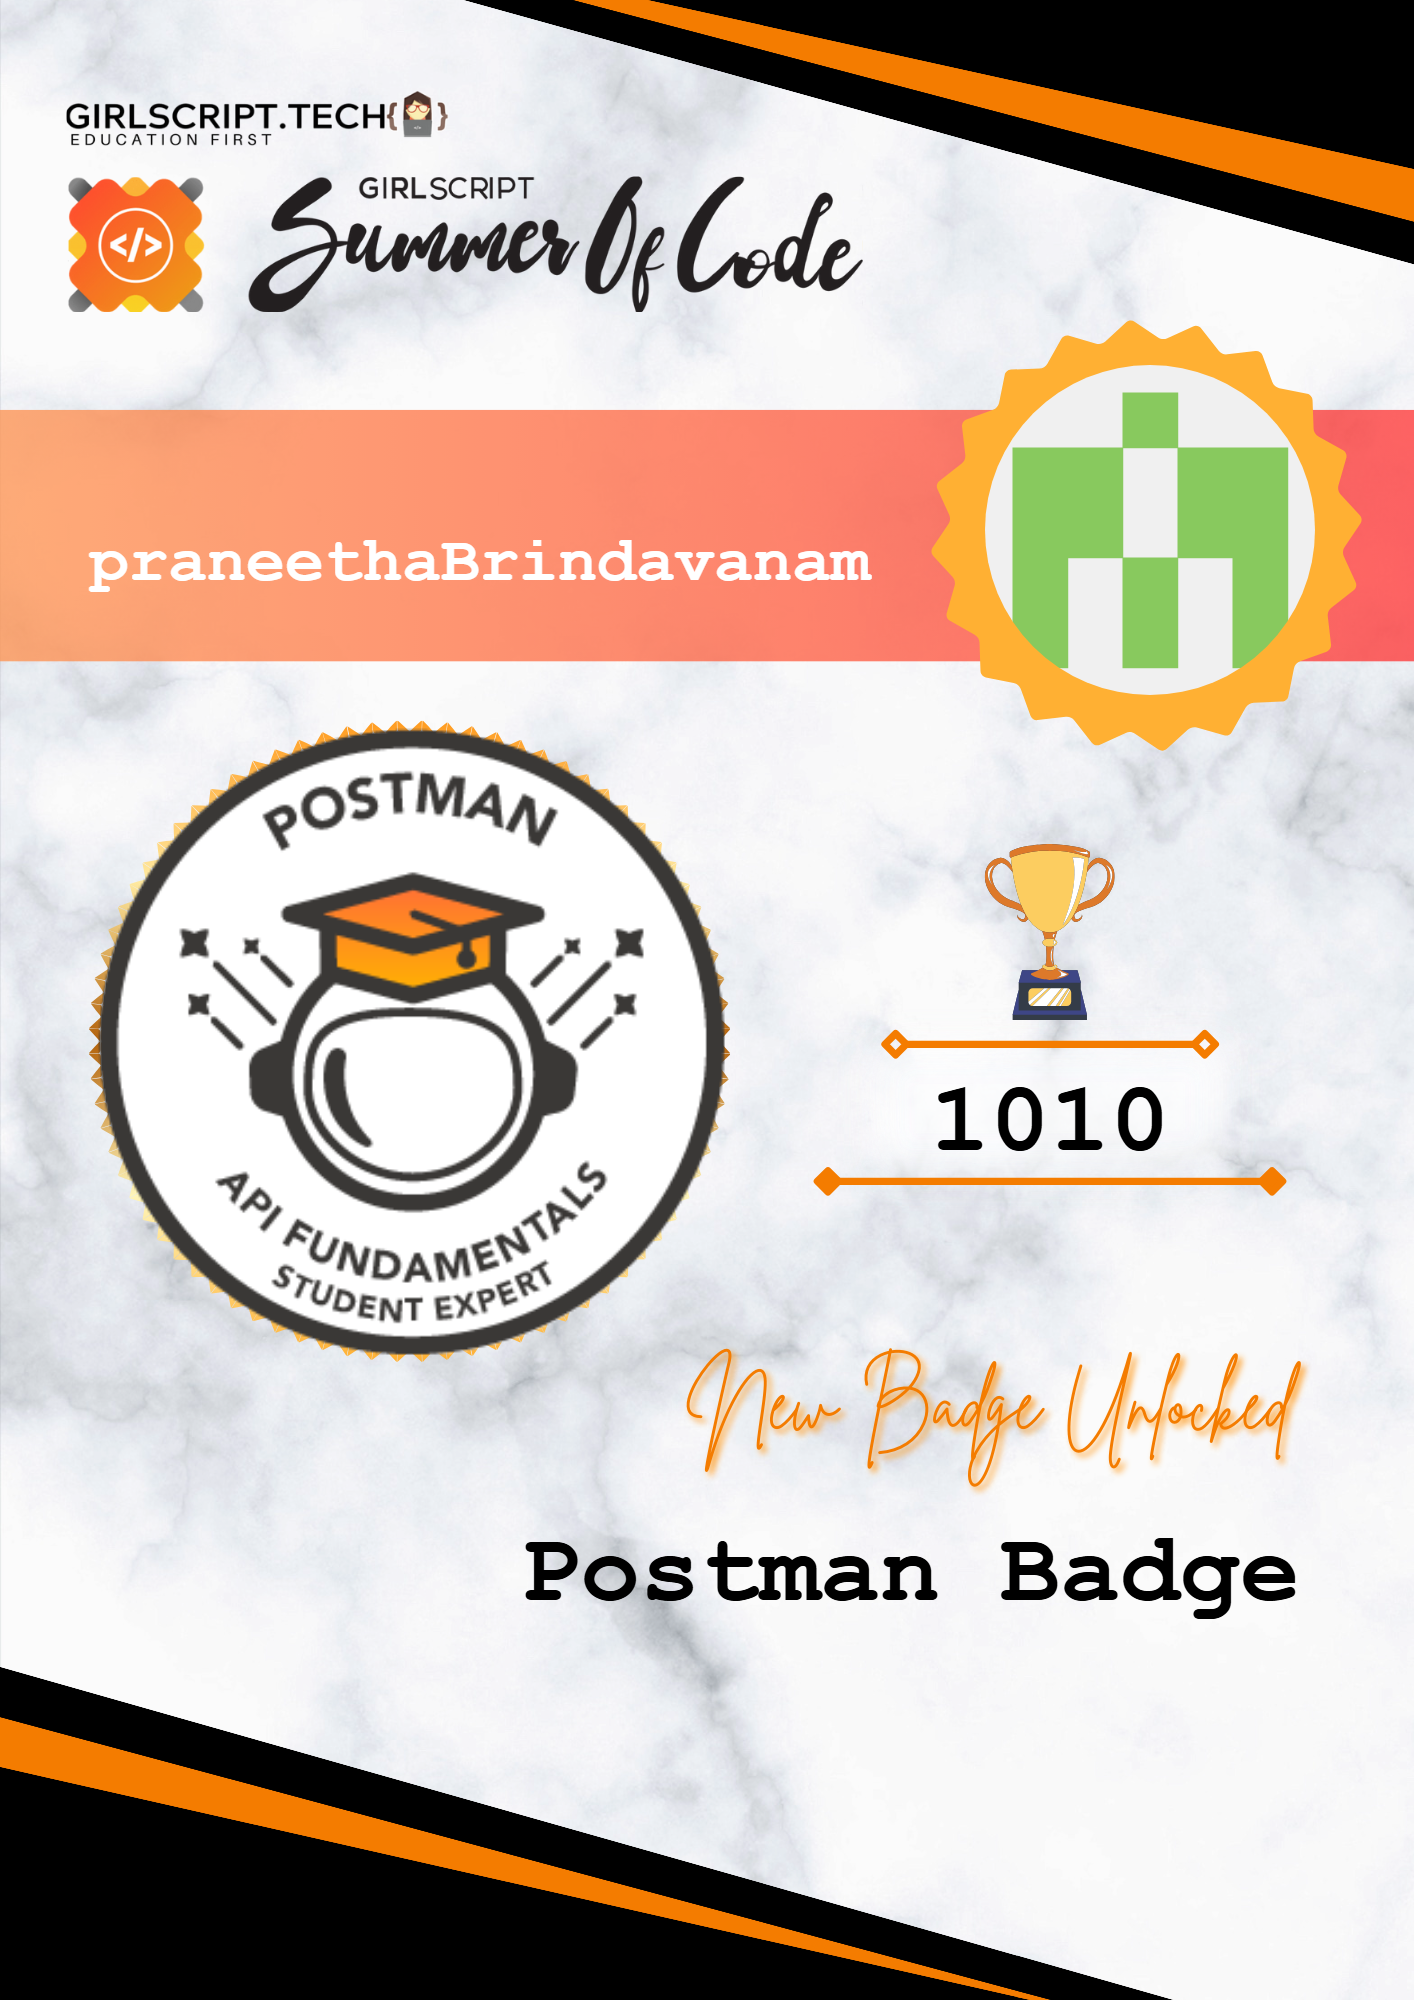 GIRLSCRIPT.TECH{ }
EDUCATION FIRST
</>
GIRLSCRIPT
Summer Of Code
praneethaBrindavanam
POSTMAN
API FUNDAMENTALS
STUDENT EXPERT
1010
New Badge Unlocked
Postman Badge